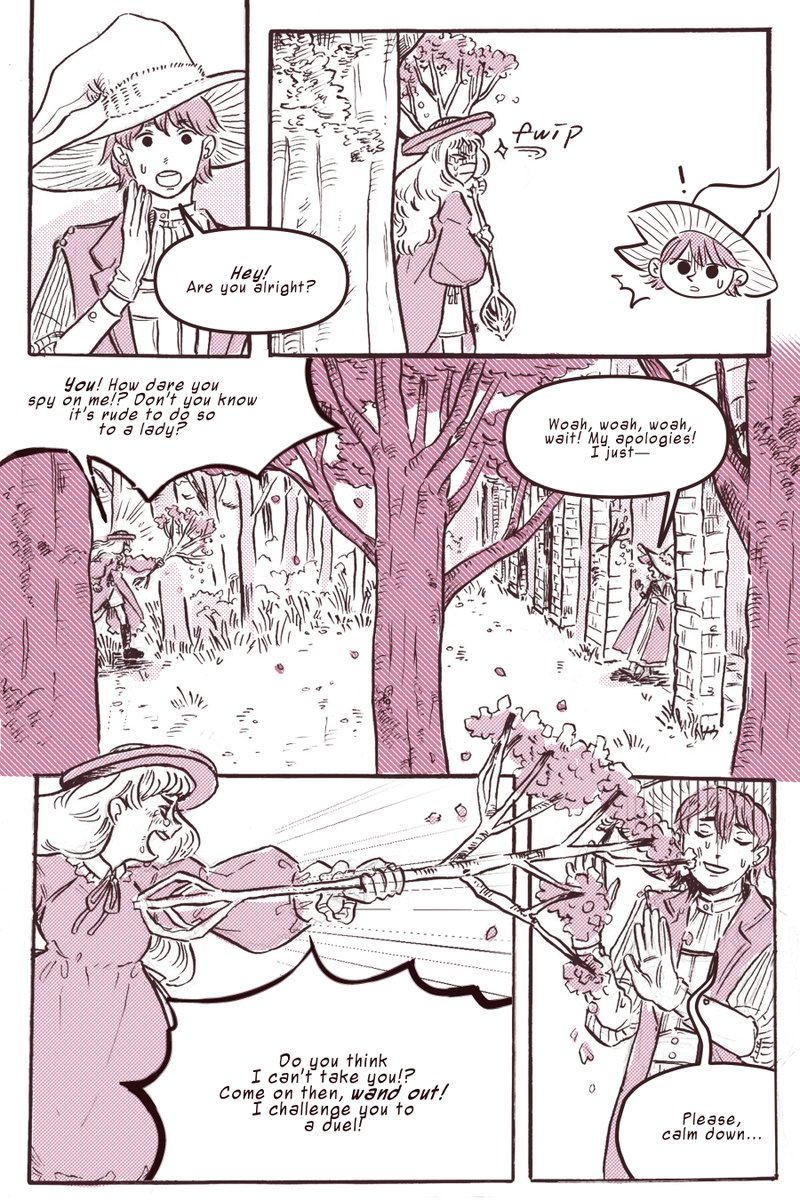 Hey!
Are you alright?
fwip
!
You! How dare you
spy on me!? Don't you know
it's rude to do so
to a lady?
Woah, woah, woah,
wait! My apologies!
I just—
Do you think
I can't take you!?
Come on then, wand out!
I challenge you to
a duel!
Please,
calm down...